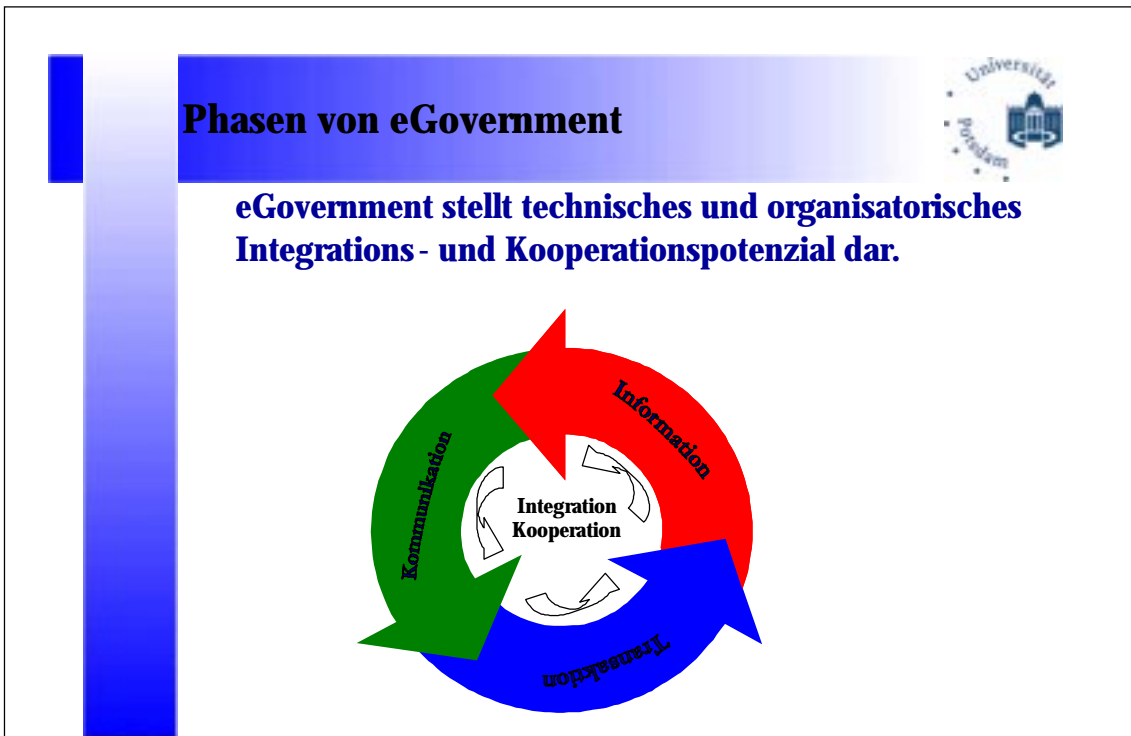 Universität
Potsdam
Phasen von eGovernment
eGovernment stellt technisches und organisatorisches
Integrations- und Kooperationspotenzial dar.
Information
Kommunikation
Integration
Kooperation
Transaktion